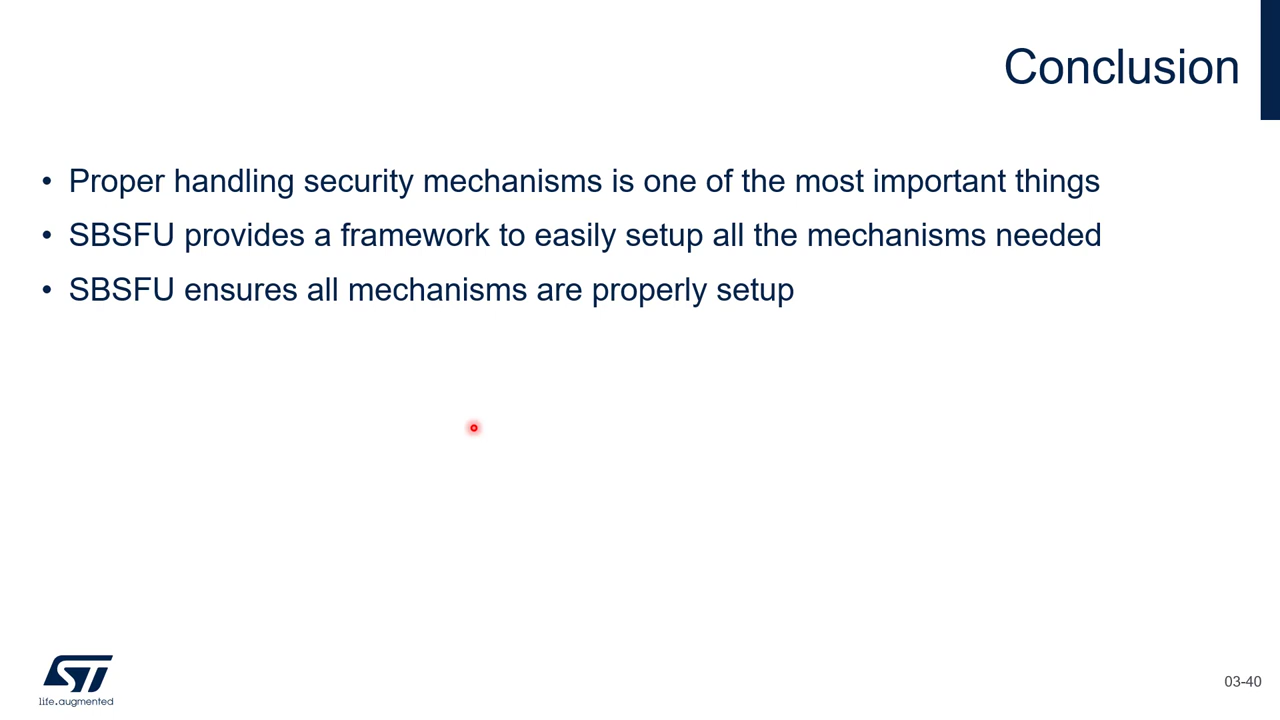 Conclusion
• Proper handling security mechanisms is one of the most important things
• SBSFU provides a framework to easily setup all the mechanisms needed
• SBSFU ensures all mechanisms are properly setup
ST
life.augmented
03-40